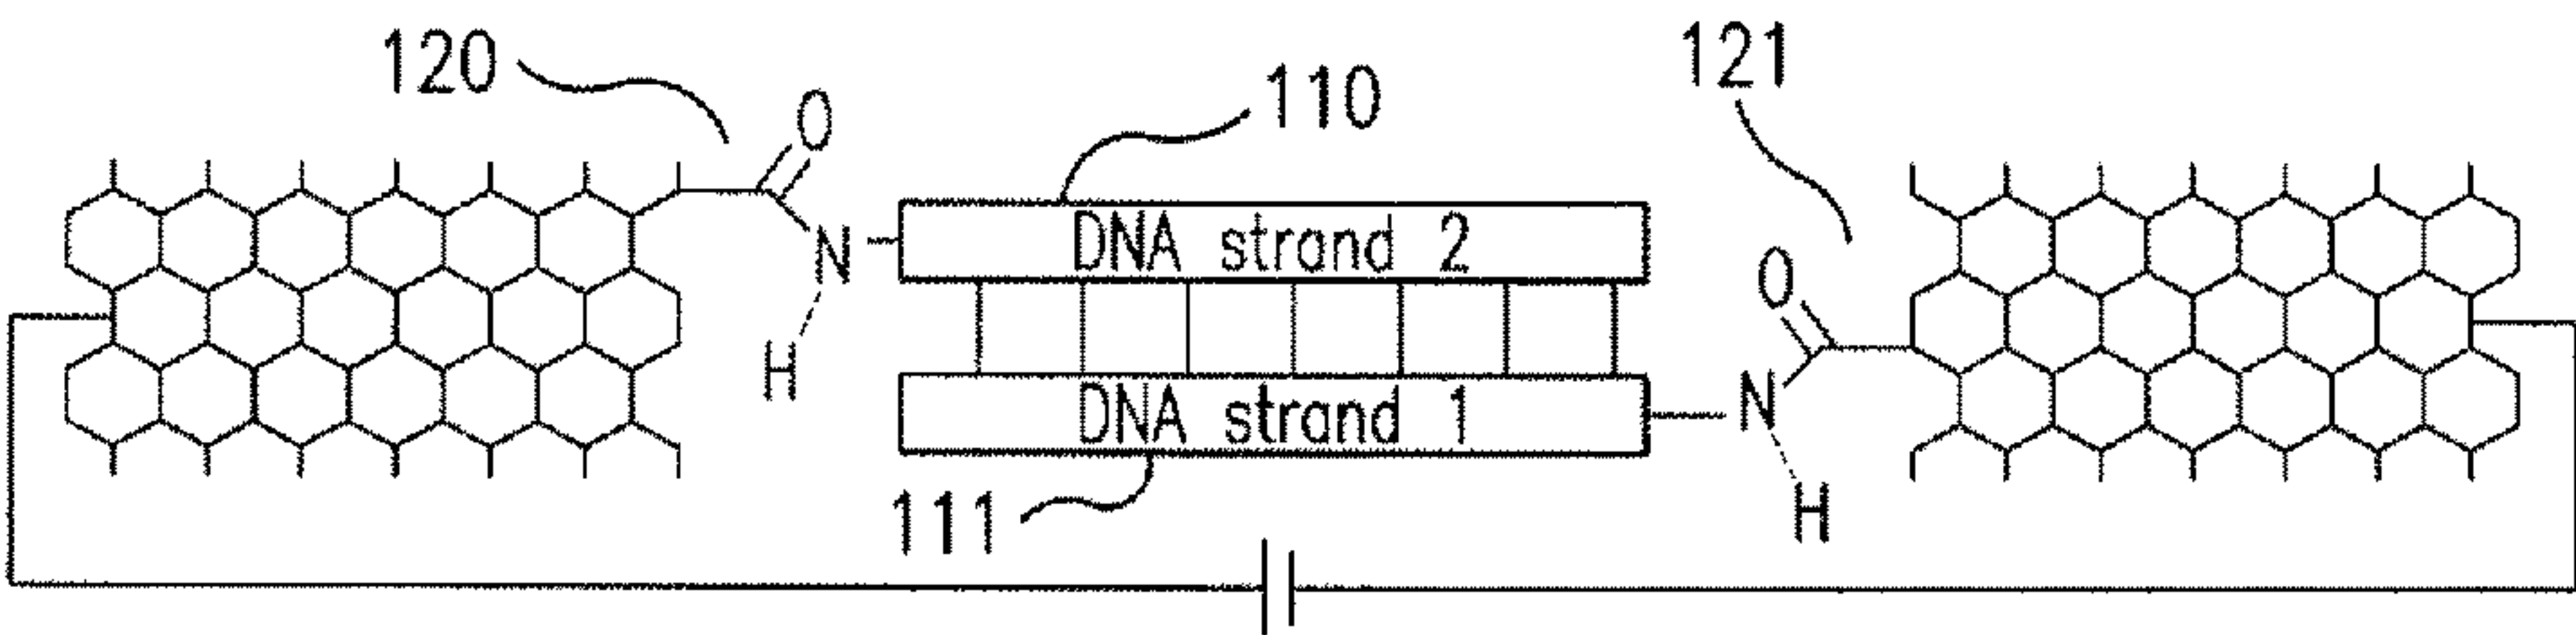 120
110
121
O
DNA strand 2
N
H
O
DNA strand 1
N
H
111